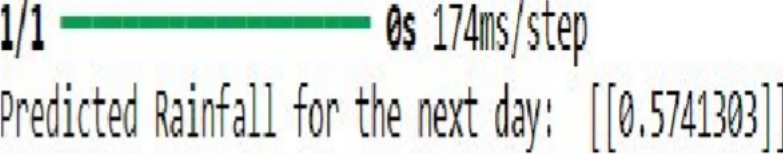 1/1 ━━━━━━━━━━━━━━━━━━━━ 0s 174ms/step
Predicted Rainfall for the next day: [[0.5741303]]